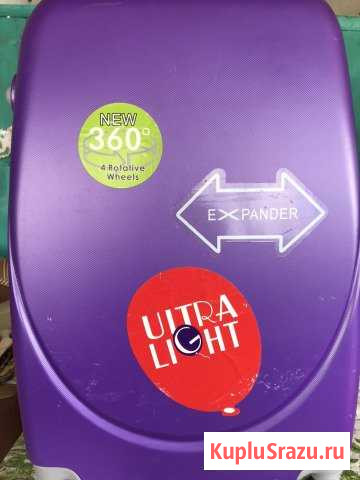 NEW
360°
4 Rotative
Wheels
EXPANDER
ULTRA
LIGHT
KupluSrazu.ru